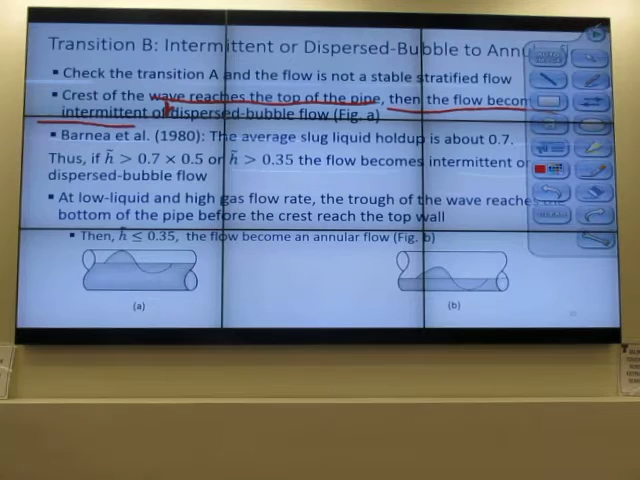 Transition B: Intermittent or Dispersed-Bubble to Annu
▪ Check the transition A and the flow is not a stable stratified flow
▪ Crest of the wave reaches the top of the pipe, then the flow becom
intermittent or dispersed-bubble flow (Fig. a)
▪ Barnea et al. (1980): The average slug liquid holdup is about 0.7.
Thus, if h̃ > 0.7 × 0.5 or h̃ > 0.35 the flow becomes intermittent or
dispersed-bubble flow
▪ At low-liquid and high gas flow rate, the trough of the wave reaches
bottom of the pipe before the crest reach the top wall
▪ Then, h̃ ≤ 0.35, the flow become an annular flow (Fig. b)
(a)
(b)